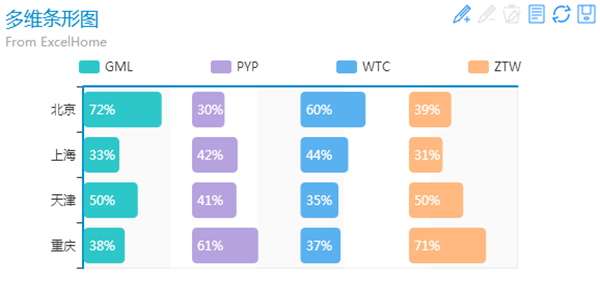 多维条形图
From ExcelHome
GML PYP WTC ZTW
北京 72% 30% 60% 39%
上海 33% 42% 44% 31%
天津 50% 41% 35% 50%
重庆 38% 61% 37% 71%